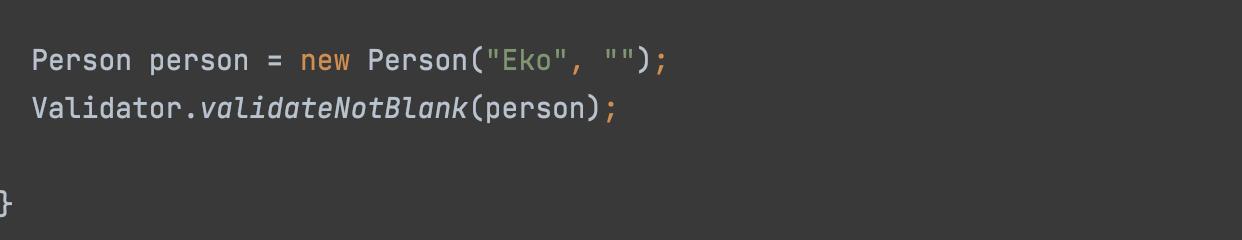 Person person = new Person("Eko", "");
Validator.validateNotBlank(person);
}